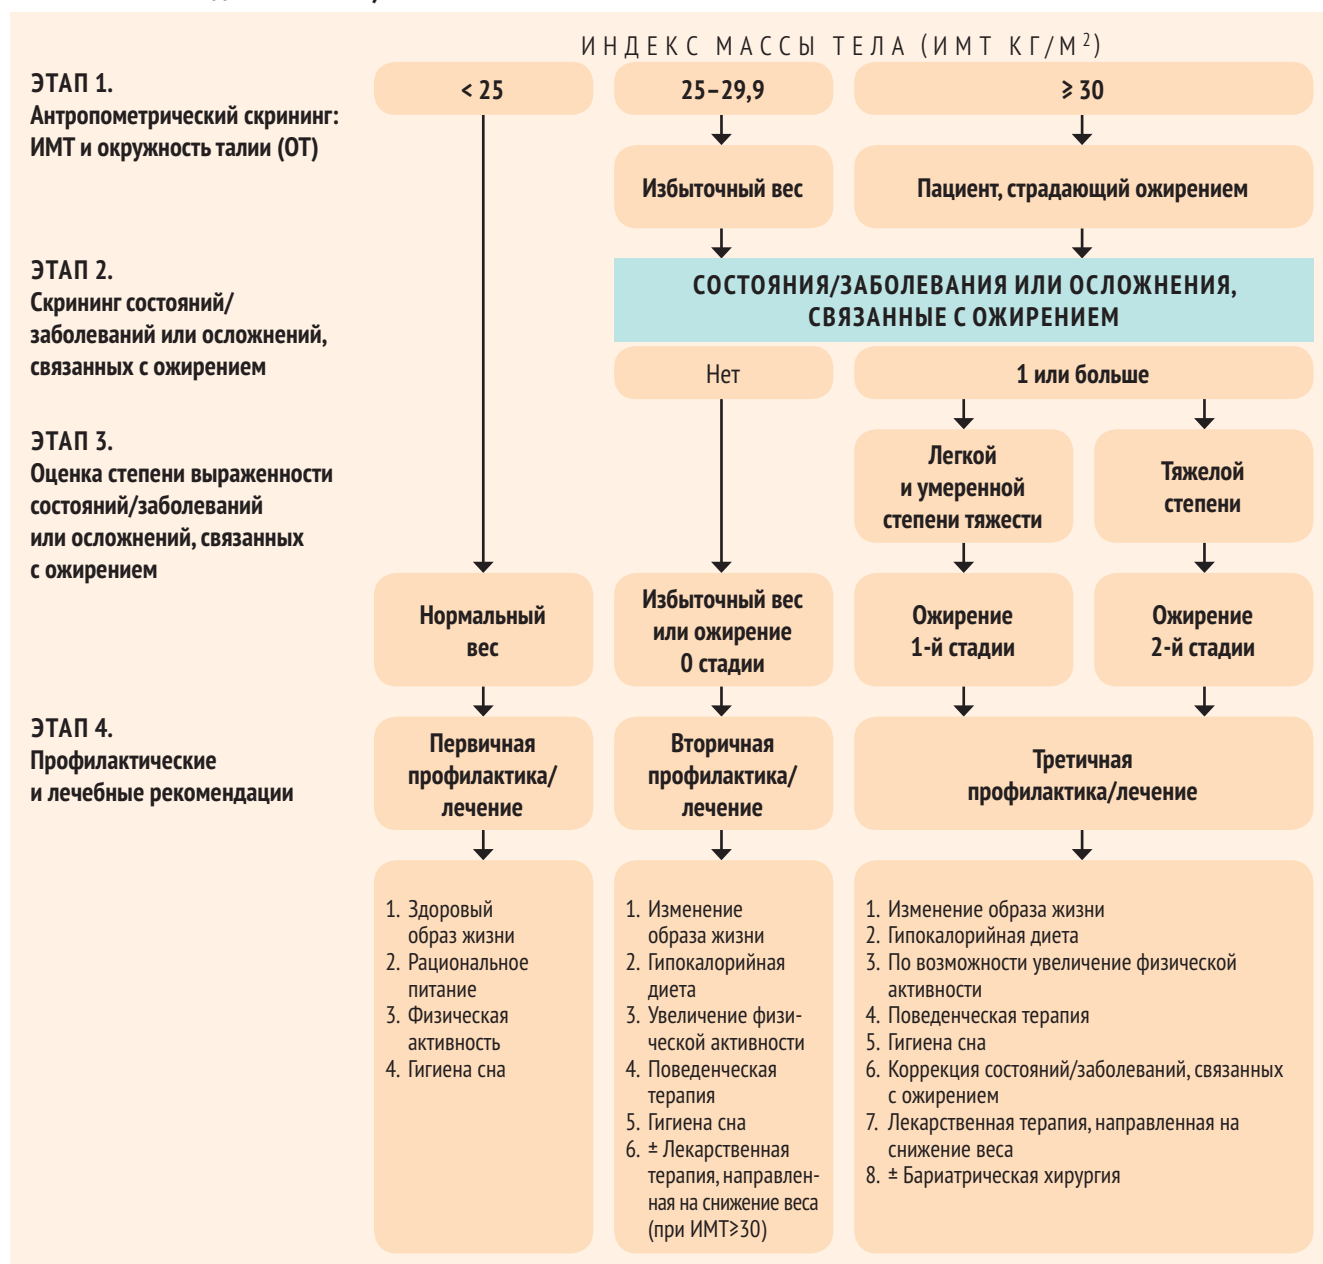 ИНДЕКС МАССЫ ТЕЛА (ИМТ КГ/М²)
ЭТАП 1.
Антропометрический скрининг:
ИМТ и окружность талии (ОТ)
< 25
25–29,9
⩾ 30
Избыточный вес
Пациент, страдающий ожирением
ЭТАП 2.
Скрининг состояний/
заболеваний или осложнений,
связанных с ожирением
СОСТОЯНИЯ/ЗАБОЛЕВАНИЯ ИЛИ ОСЛОЖНЕНИЯ,
СВЯЗАННЫЕ С ОЖИРЕНИЕМ
Нет
1 или больше
ЭТАП 3.
Оценка степени выраженности
состояний/заболеваний
или осложнений, связанных
с ожирением
Легкой
и умеренной
степени тяжести
Тяжелой
степени
Нормальный
вес
Избыточный вес
или ожирение
0 стадии
Ожирение
1-й стадии
Ожирение
2-й стадии
ЭТАП 4.
Профилактические
и лечебные рекомендации
Первичная
профилактика/
лечение
Вторичная
профилактика/
лечение
Третичная
профилактика/лечение
1. Здоровый
образ жизни
2. Рациональное
питание
3. Физическая
активность
4. Гигиена сна
1. Изменение
образа жизни
2. Гипокалорийная
диета
3. Увеличение физи-
ческой активности
4. Поведенческая
терапия
5. Гигиена сна
6. ± Лекарственная
терапия, направлен-
ная на снижение веса
(при ИМТ⩾30)
1. Изменение образа жизни
2. Гипокалорийная диета
3. По возможности увеличение физической
активности
4. Поведенческая терапия
5. Гигиена сна
6. Коррекция состояний/заболеваний, связанных
с ожирением
7. Лекарственная терапия, направленная на
снижение веса
8. ± Бариатрическая хирургия